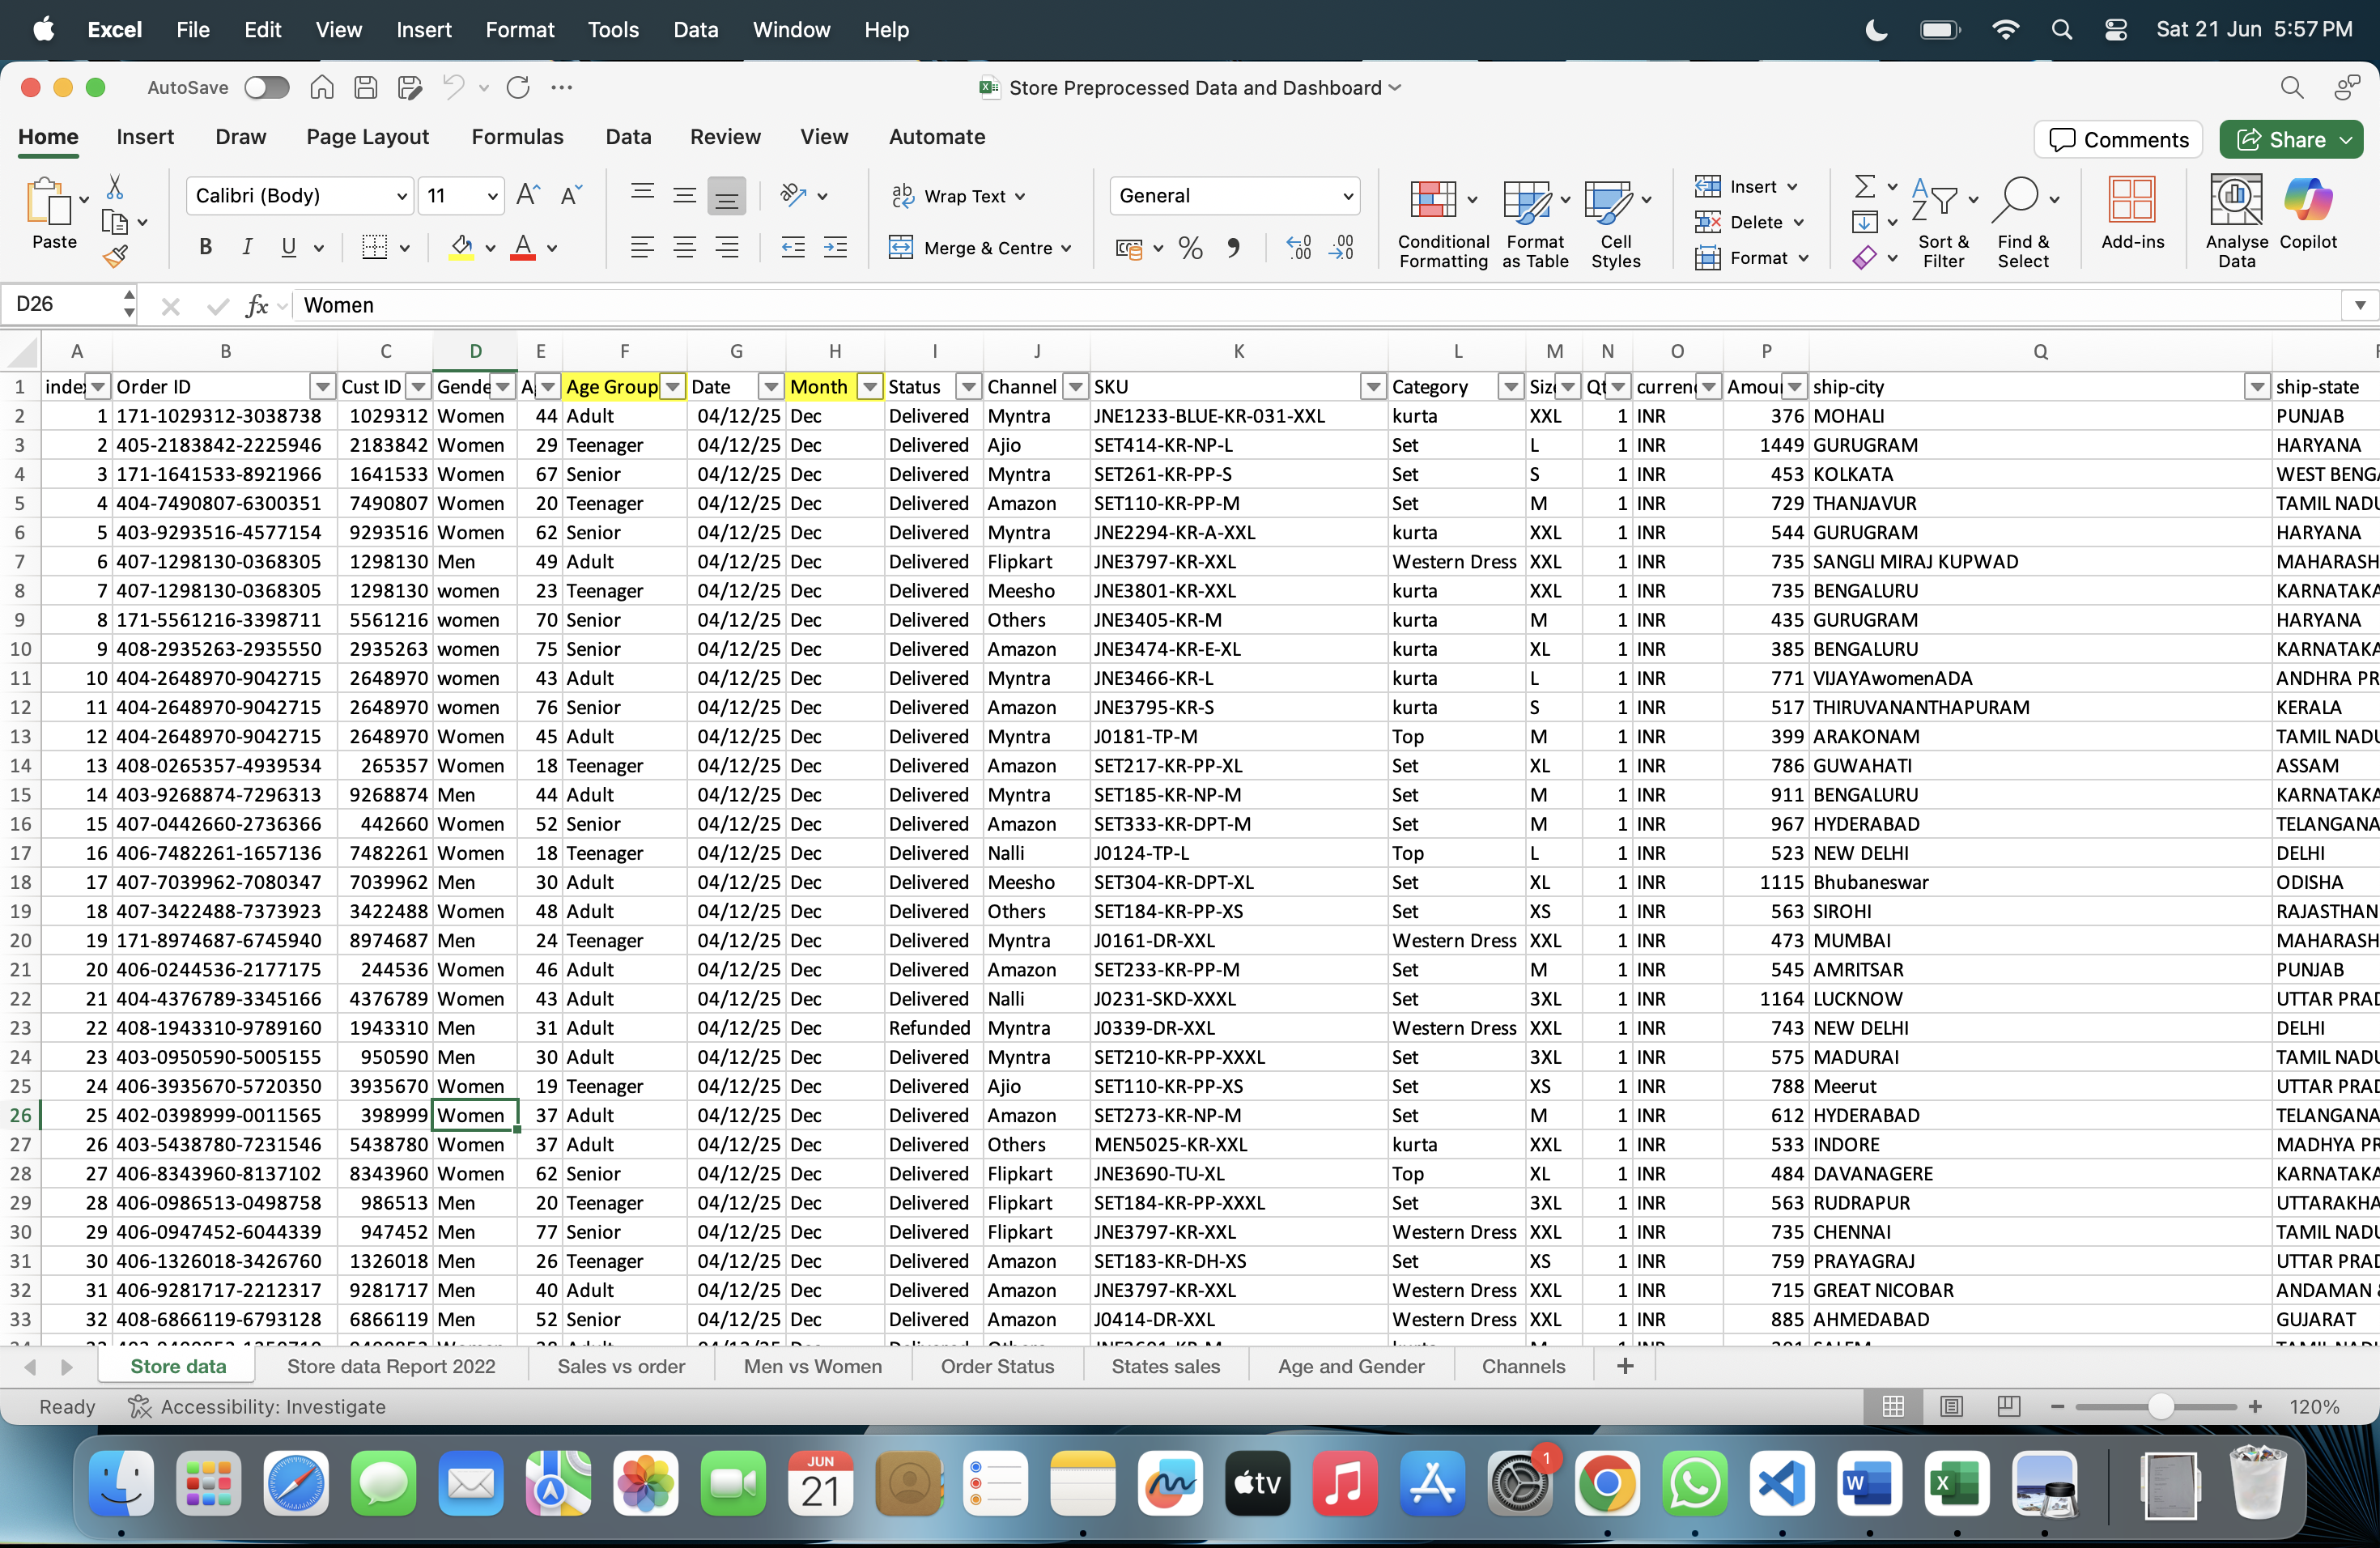 Excel File Edit View Insert Format Tools Data Window Help Sat 21 Jun 5:57 PM
AutoSave Store Preprocessed Data and Dashboard
Home Insert Draw Page Layout Formulas Data Review View Automate Comments Share
Paste Calibri (Body) 11 Wrap Text General Conditional Formatting Format as Table Cell Styles Insert Delete Format Sort & Filter Find & Select Add-ins Analyse Data Copilot
B I U Merge & Centre
D26 fx Women
A B C D E F G H I J K L M N O P Q
1 index Order ID Cust ID Gende A Age Group Date Month Status Channel SKU Category Siz Qt curren Amou ship-city ship-state
2 1 171-1029312-3038738 1029312 Women 44 Adult 04/12/25 Dec Delivered Myntra JNE1233-BLUE-KR-031-XXL kurta XXL 1 INR 376 MOHALI PUNJAB
3 2 405-2183842-2225946 2183842 Women 29 Teenager 04/12/25 Dec Delivered Ajio SET414-KR-NP-L Set L 1 INR 1449 GURUGRAM HARYANA
4 3 171-1641533-8921966 1641533 Women 67 Senior 04/12/25 Dec Delivered Myntra SET261-KR-PP-S Set S 1 INR 453 KOLKATA WEST BENGA
5 4 404-7490807-6300351 7490807 Women 20 Teenager 04/12/25 Dec Delivered Amazon SET110-KR-PP-M Set M 1 INR 729 THANJAVUR TAMIL NADU
6 5 403-9293516-4577154 9293516 Women 62 Senior 04/12/25 Dec Delivered Myntra JNE2294-KR-A-XXL kurta XXL 1 INR 544 GURUGRAM HARYANA
7 6 407-1298130-0368305 1298130 Men 49 Adult 04/12/25 Dec Delivered Flipkart JNE3797-KR-XXL Western Dress XXL 1 INR 735 SANGLI MIRAJ KUPWAD MAHARASH
8 7 407-1298130-0368305 1298130 women 23 Teenager 04/12/25 Dec Delivered Meesho JNE3801-KR-XXL kurta XXL 1 INR 735 BENGALURU KARNATAKA
9 8 171-5561216-3398711 5561216 women 70 Senior 04/12/25 Dec Delivered Others JNE3405-KR-M kurta M 1 INR 435 GURUGRAM HARYANA
10 9 408-2935263-2935550 2935263 women 75 Senior 04/12/25 Dec Delivered Amazon JNE3474-KR-E-XL kurta XL 1 INR 385 BENGALURU KARNATAKA
11 10 404-2648970-9042715 2648970 women 43 Adult 04/12/25 Dec Delivered Myntra JNE3466-KR-L kurta L 1 INR 771 VIJAYAwomenADA ANDHRA PR
12 11 404-2648970-9042715 2648970 women 76 Senior 04/12/25 Dec Delivered Amazon JNE3795-KR-S kurta S 1 INR 517 THIRUVANANTHAPURAM KERALA
13 12 404-2648970-9042715 2648970 Women 45 Adult 04/12/25 Dec Delivered Myntra J0181-TP-M Top M 1 INR 399 ARAKONAM TAMIL NADU
14 13 408-0265357-4939534 265357 Women 18 Teenager 04/12/25 Dec Delivered Amazon SET217-KR-PP-XL Set XL 1 INR 786 GUWAHATI ASSAM
15 14 403-9268874-7296313 9268874 Men 44 Adult 04/12/25 Dec Delivered Myntra SET185-KR-NP-M Set M 1 INR 911 BENGALURU KARNATAKA
16 15 407-0442660-2736366 442660 Women 52 Senior 04/12/25 Dec Delivered Amazon SET333-KR-DPT-M Set M 1 INR 967 HYDERABAD TELANGANA
17 16 406-7482261-1657136 7482261 Women 18 Teenager 04/12/25 Dec Delivered Nalli J0124-TP-L Top L 1 INR 523 NEW DELHI DELHI
18 17 407-7039962-7080347 7039962 Men 30 Adult 04/12/25 Dec Delivered Meesho SET304-KR-DPT-XL Set XL 1 INR 1115 Bhubaneswar ODISHA
19 18 407-3422488-7373923 3422488 Women 48 Adult 04/12/25 Dec Delivered Others SET184-KR-PP-XS Set XS 1 INR 563 SIROHI RAJASTHAN
20 19 171-8974687-6745940 8974687 Men 24 Teenager 04/12/25 Dec Delivered Myntra J0161-DR-XXL Western Dress XXL 1 INR 473 MUMBAI MAHARASH
21 20 406-0244536-2177175 244536 Women 46 Adult 04/12/25 Dec Delivered Amazon SET233-KR-PP-M Set M 1 INR 545 AMRITSAR PUNJAB
22 21 404-4376789-3345166 4376789 Women 43 Adult 04/12/25 Dec Delivered Nalli J0231-SKD-XXXL Set 3XL 1 INR 1164 LUCKNOW UTTAR PRAD
23 22 408-1943310-9789160 1943310 Men 31 Adult 04/12/25 Dec Refunded Myntra J0339-DR-XXL Western Dress XXL 1 INR 743 NEW DELHI DELHI
24 23 403-0950590-5005155 950590 Men 30 Adult 04/12/25 Dec Delivered Myntra SET210-KR-PP-XXXL Set 3XL 1 INR 575 MADURAI TAMIL NADU
25 24 406-3935670-5720350 3935670 Women 19 Teenager 04/12/25 Dec Delivered Ajio SET110-KR-PP-XS Set XS 1 INR 788 Meerut UTTAR PRAD
26 25 402-0398999-0011565 398999 Women 37 Adult 04/12/25 Dec Delivered Amazon SET273-KR-NP-M Set M 1 INR 612 HYDERABAD TELANGANA
27 26 403-5438780-7231546 5438780 Women 37 Adult 04/12/25 Dec Delivered Others MEN5025-KR-XXL kurta XXL 1 INR 533 INDORE MADHYA PR
28 27 406-8343960-8137102 8343960 Women 62 Senior 04/12/25 Dec Delivered Flipkart JNE3690-TU-XL Top XL 1 INR 484 DAVANAGERE KARNATAKA
29 28 406-0986513-0498758 986513 Men 20 Teenager 04/12/25 Dec Delivered Flipkart SET184-KR-PP-XXXL Set 3XL 1 INR 563 RUDRAPUR UTTARAKHA
30 29 406-0947452-6044339 947452 Men 77 Senior 04/12/25 Dec Delivered Flipkart JNE3797-KR-XXL Western Dress XXL 1 INR 735 CHENNAI TAMIL NADU
31 30 406-1326018-3426760 1326018 Men 26 Teenager 04/12/25 Dec Delivered Amazon SET183-KR-DH-XS Set XS 1 INR 759 PRAYAGRAJ UTTAR PRAD
32 31 406-9281717-2212317 9281717 Men 40 Adult 04/12/25 Dec Delivered Amazon JNE3797-KR-XXL Western Dress XXL 1 INR 715 GREAT NICOBAR ANDAMAN &
33 32 408-6866119-6793128 6866119 Men 52 Senior 04/12/25 Dec Delivered Amazon J0414-DR-XXL Western Dress XXL 1 INR 885 AHMEDABAD GUJARAT
Store data Store data Report 2022 Sales vs order Men vs Women Order Status States sales Age and Gender Channels +
Ready Accessibility: Investigate 120%
JUN 21 tv 1 W X